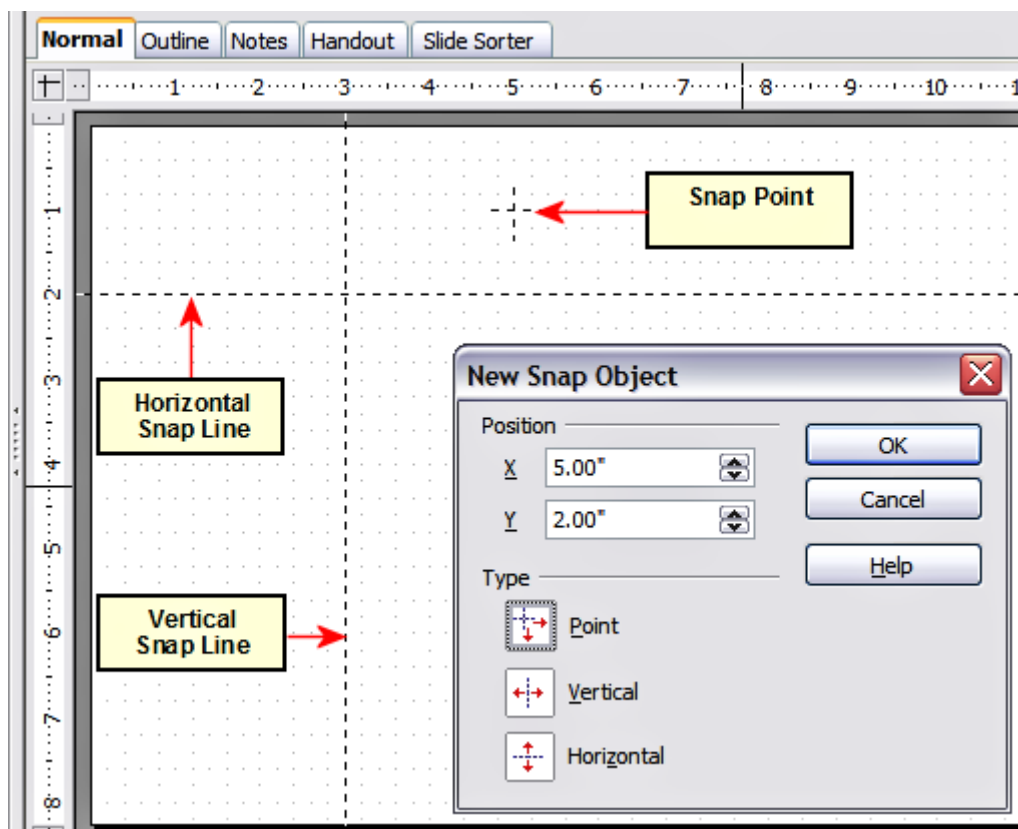 Normal Outline Notes Handout Slide Sorter
1 2 3 4 5 6 7 8 9 10 1
1
Snap Point
2
3
New Snap Object
Horizontal
Snap Line
Position
OK
X 5.00"
4
Cancel
Y 2.00"
5
Help
Type
Vertical
Snap Line
6
Point
7
Vertical
Horizontal
8